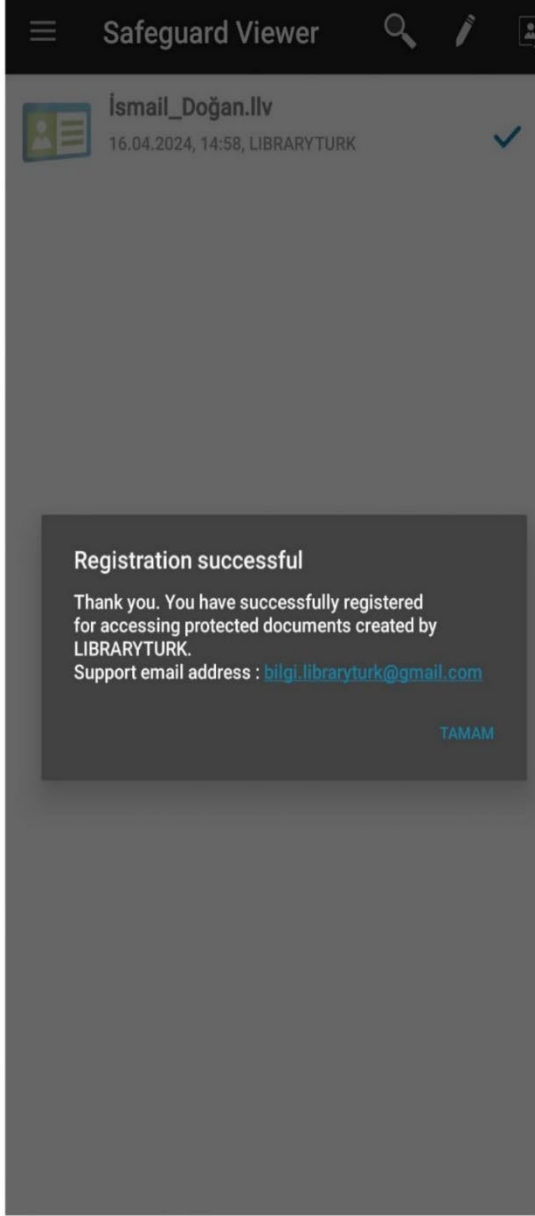 Safeguard Viewer
İsmail_Doğan.llv
16.04.2024, 14:58, LIBRARYTURK
Registration successful
Thank you. You have successfully registered
for accessing protected documents created by
LIBRARYTURK.
Support email address : bilgi.libraryturk@gmail.com
TAMAM